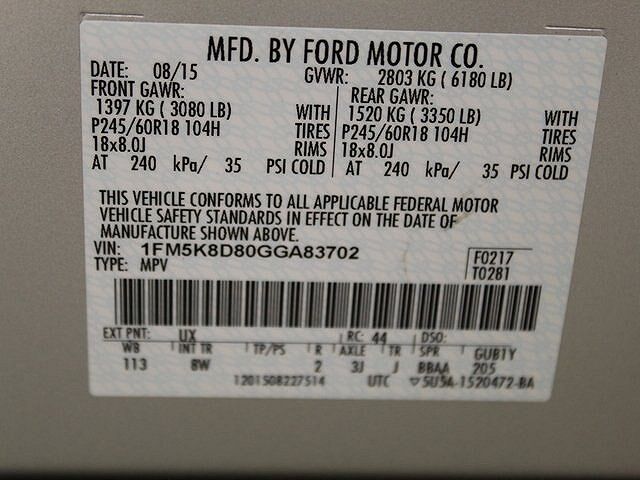 MFD. BY FORD MOTOR CO.
DATE: 08/15 GVWR: 2803 KG ( 6180 LB)
FRONT GAWR: REAR GAWR:
1397 KG ( 3080 LB) WITH 1520 KG ( 3350 LB) WITH
P245/60R18 104H TIRES P245/60R18 104H TIRES
18x8.0J RIMS 18x8.0J RIMS
AT 240 kPa/ 35 PSI COLD AT 240 kPa/ 35 PSI COLD
THIS VEHICLE CONFORMS TO ALL APPLICABLE FEDERAL MOTOR
VEHICLE SAFETY STANDARDS IN EFFECT ON THE DATE OF
MANUFACTURE SHOWN ABOVE.
VIN: 1FM5K8D80GGA83702 F0217
TYPE: MPV T0281
EXT PNT: UX RC: 44 DSO:
WB INT TR TP/PS R AXLE TR SPR GUBTY
113 8W 2 3J J BBAA 205
1201508227514 UTC ▽5U5A-1520472-BA